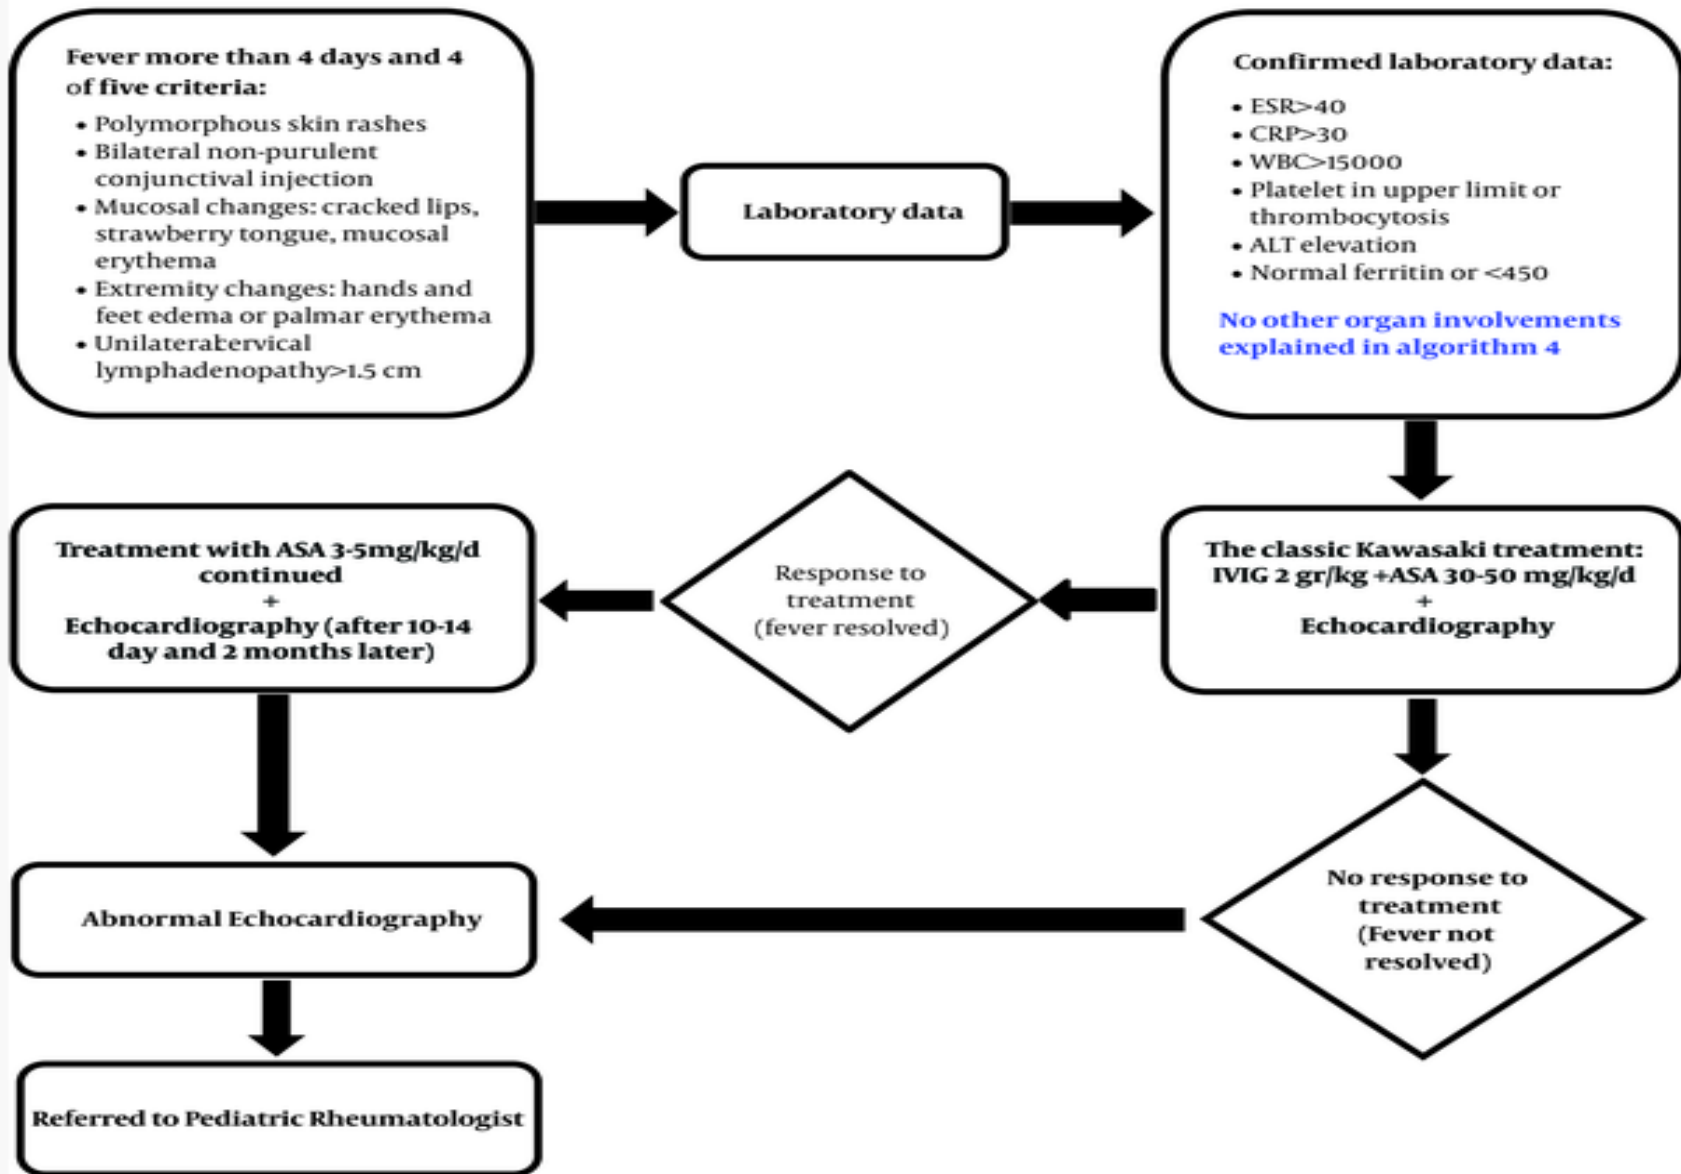 Fever more than 4 days and 4
of five criteria:
• Polymorphous skin rashes
• Bilateral non-purulent
conjunctival injection
• Mucosal changes: cracked lips,
strawberry tongue, mucosal
erythema
• Extremity changes: hands and
feet edema or palmar erythema
• Unilateral cervical
lymphadenopathy>1.5 cm
Laboratory data
Confirmed laboratory data:
• ESR>40
• CRP>30
• WBC>15000
• Platelet in upper limit or
thrombocytosis
• ALT elevation
• Normal ferritin or <450
No other organ involvements
explained in algorithm 4
The classic Kawasaki treatment:
IVIG 2 gr/kg +ASA 30-50 mg/kg/d
+
Echocardiography
Response to
treatment
(fever resolved)
Treatment with ASA 3-5mg/kg/d
continued
+
Echocardiography (after 10-14
day and 2 months later)
No response to
treatment
(Fever not
resolved)
Abnormal Echocardiography
Referred to Pediatric Rheumatologist